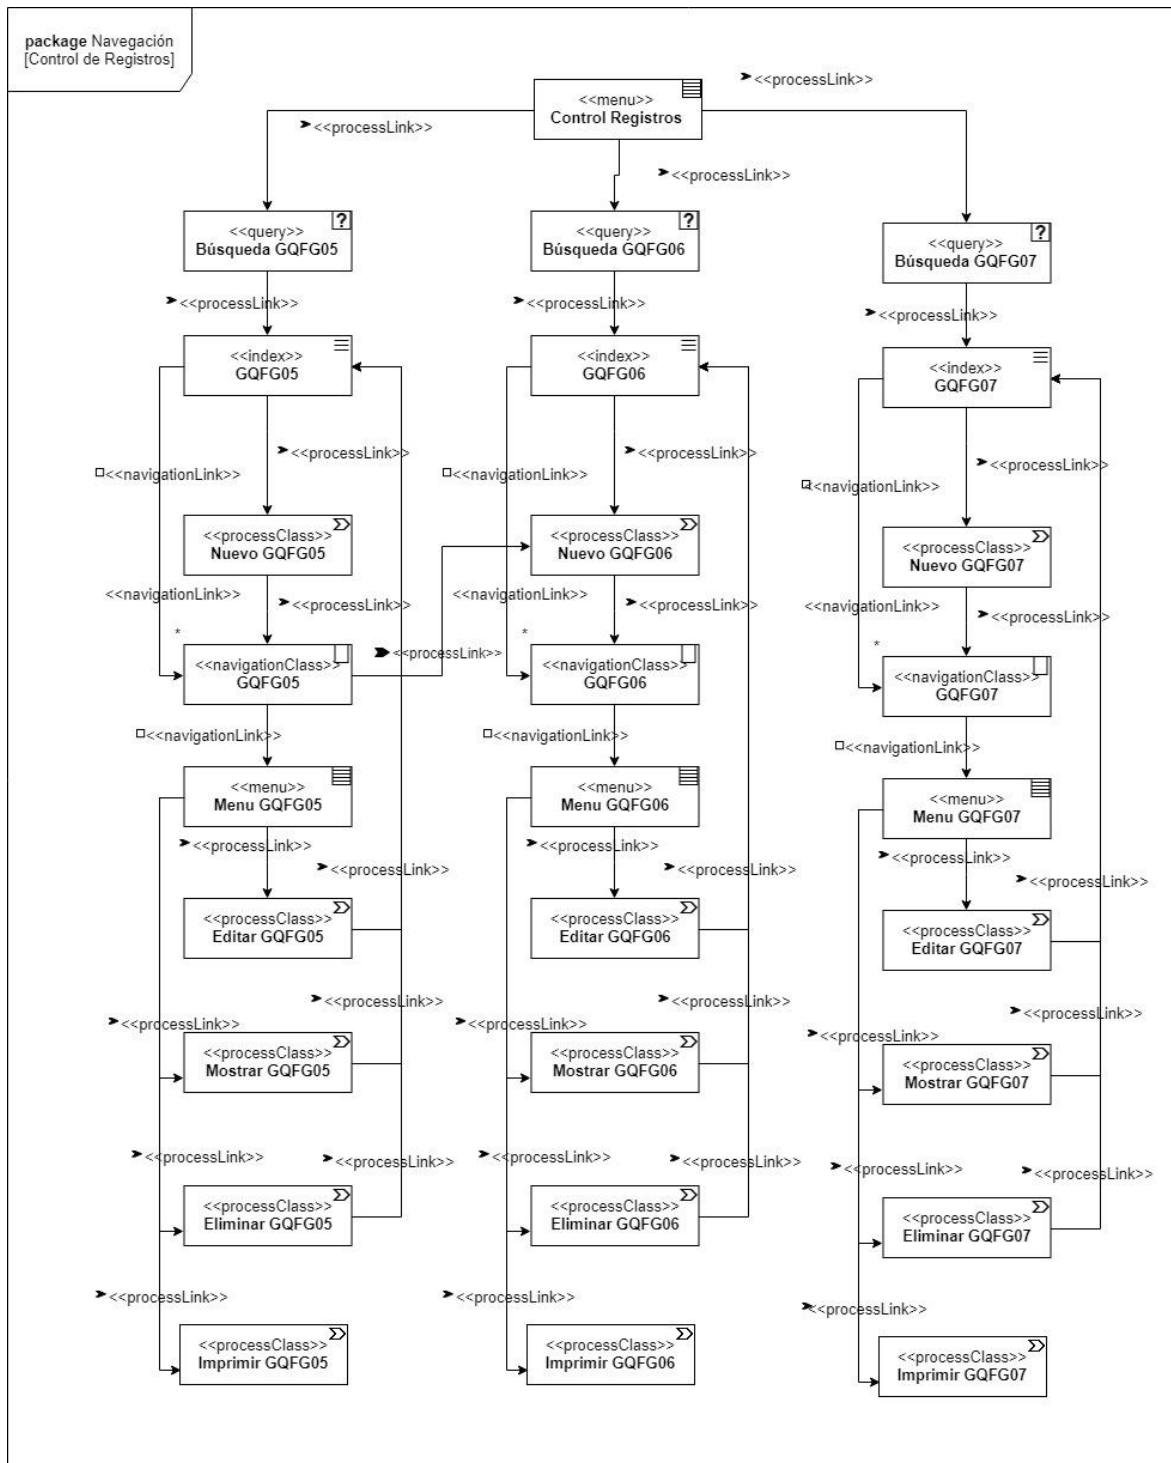 package Navegación
[Control de Registros]
<<processLink>>
<<menu>>
Control Registros
<<processLink>>
<<processLink>>
<<query>>
Búsqueda GQFG05
<<query>>
Búsqueda GQFG06
<<query>>
Búsqueda GQFG07
<<processLink>>
<<processLink>>
<<processLink>>
<<index>>
GQFG05
<<index>>
GQFG06
<<index>>
GQFG07
<<processLink>>
<<processLink>>
<<processLink>>
<<navigationLink>>
<<navigationLink>>
<<navigationLink>>
<<processClass>>
Nuevo GQFG05
<<processClass>>
Nuevo GQFG06
<<processClass>>
Nuevo GQFG07
<<navigationLink>>
<<processLink>>
<<navigationLink>>
<<processLink>>
<<navigationLink>>
<<processLink>>
*
*
*
<<navigationClass>>
GQFG05
<<processLink>>
<<navigationClass>>
GQFG06
<<navigationClass>>
GQFG07
<<navigationLink>>
<<navigationLink>>
<<navigationLink>>
<<menu>>
Menu GQFG05
<<menu>>
Menu GQFG06
<<menu>>
Menu GQFG07
<<processLink>>
<<processLink>>
<<processLink>>
<<processLink>>
<<processLink>>
<<processLink>>
<<processClass>>
Editar GQFG05
<<processClass>>
Editar GQFG06
<<processClass>>
Editar GQFG07
<<processLink>>
<<processLink>>
<<processLink>>
<<processLink>>
<<processLink>>
<<processLink>>
<<processClass>>
Mostrar GQFG05
<<processClass>>
Mostrar GQFG06
<<processClass>>
Mostrar GQFG07
<<processLink>>
<<processLink>>
<<processLink>>
<<processLink>>
<<processLink>>
<<processLink>>
<<processClass>>
Eliminar GQFG05
<<processClass>>
Eliminar GQFG06
<<processClass>>
Eliminar GQFG07
<<processLink>>
<<processLink>>
<<processLink>>
<<processClass>>
Imprimir GQFG05
<<processClass>>
Imprimir GQFG06
<<processClass>>
Imprimir GQFG07